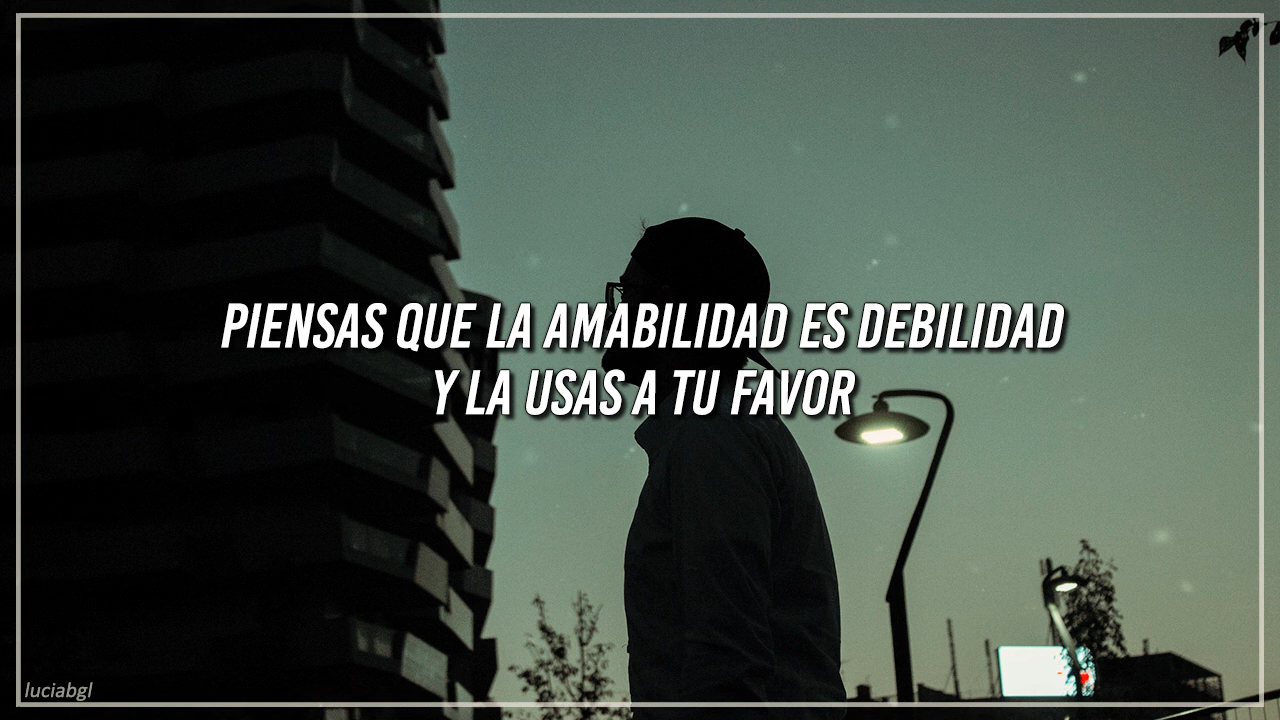 PIENSAS QUE LA AMABILIDAD ES DEBILIDAD
Y LA USAS A TU FAVOR
luciabgl